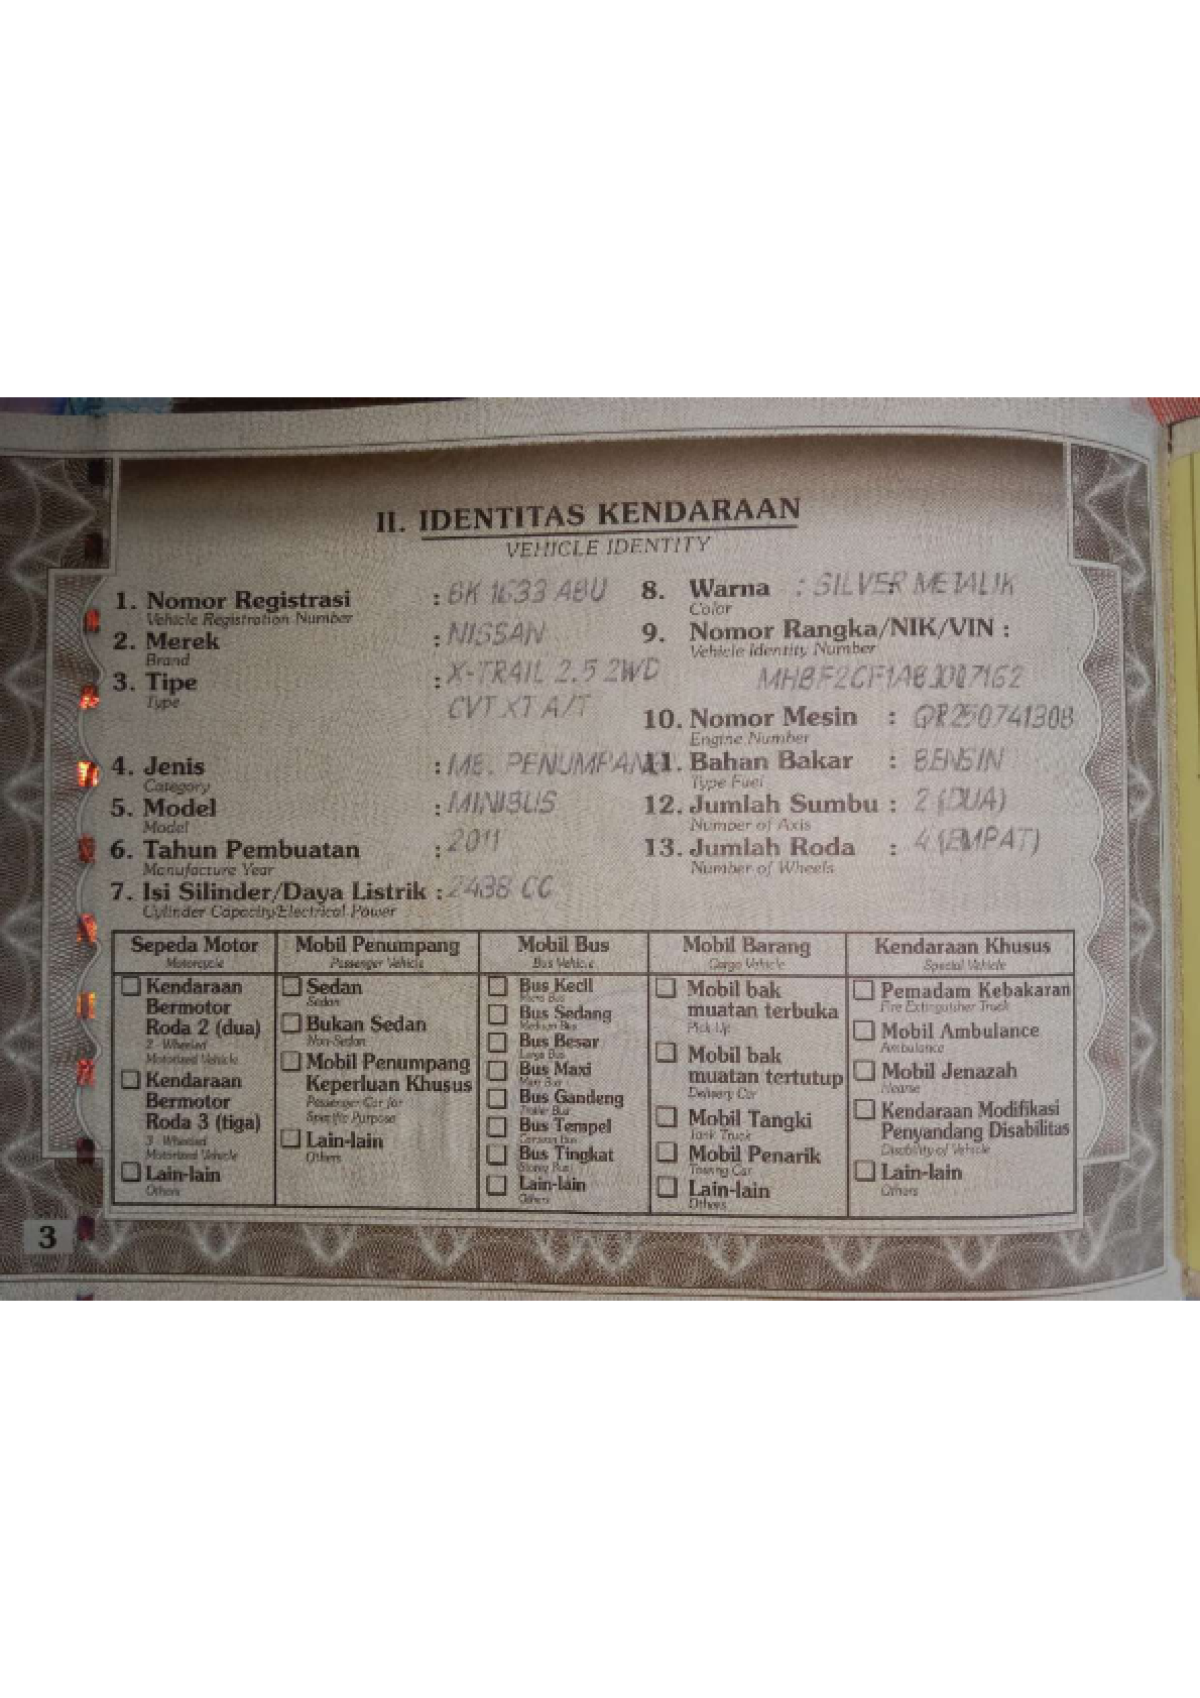 II. IDENTITAS KENDARAAN
VEHICLE IDENTITY
1. Nomor Registrasi : BK 1633 ABU
Vehicle Registration Number
2. Merek : NISSAN
Brand
3. Tipe : X-TRAIL 2.5 2WD
Type
CVT XT A/T
4. Jenis : MB. PENUMPANG
Category
5. Model : MINIBUS
Model
6. Tahun Pembuatan : 2011
Manufacture Year
7. Isi Silinder/Daya Listrik : 2488 CC
Cylinder Capacity/Electrical Power
8. Warna : SILVER METALIK
Color
9. Nomor Rangka/NIK/VIN :
Vehicle Identity Number
10. Nomor Mesin :
Engine Number
11. Bahan Bakar : BENSIN
Type Fuel
12. Jumlah Sumbu : 2 (DUA)
Number of Axis
13. Jumlah Roda : 4 (EMPAT)
Number of Wheels
Sepeda Motor
Motorcycle
Kendaraan
Bermotor
Roda 2 (dua)
2 - Wheeled
Motorized Vehicle
Kendaraan
Bermotor
Roda 3 (tiga)
3 - Wheeled
Motorized Vehicle
Lain-lain
Others
Mobil Penumpang
Passenger Vehicle
Sedan
Sedan
Bukan Sedan
Non-Sedan
Mobil Penumpang
Keperluan Khusus
Passenger Car for
Specific Purpose
Lain-lain
Others
Mobil Bus
Bus Vehicle
Bus Kecil
Micro Bus
Bus Sedang
Medium Bus
Bus Besar
Large Bus
Bus Maxi
Maxi Bus
Bus Gandeng
Trailer Bus
Bus Tempel
Bus
Bus Tingkat
Bus
Lain-lain
Others
Mobil Barang
Cargo Vehicle
Mobil bak
muatan terbuka
Pick Up
Mobil bak
muatan tertutup
Delivery Car
Mobil Tangki
Tank Truck
Mobil Penarik
Towing Car
Lain-lain
Others
Kendaraan Khusus
Special Vehicle
Pemadam Kebakaran
Fire Extinguisher Truck
Mobil Ambulance
Ambulance
Mobil Jenazah
Hearse
Kendaraan Modifikasi
Penyandang Disabilitas
Disability of Vehicle
Lain-lain
Others
3